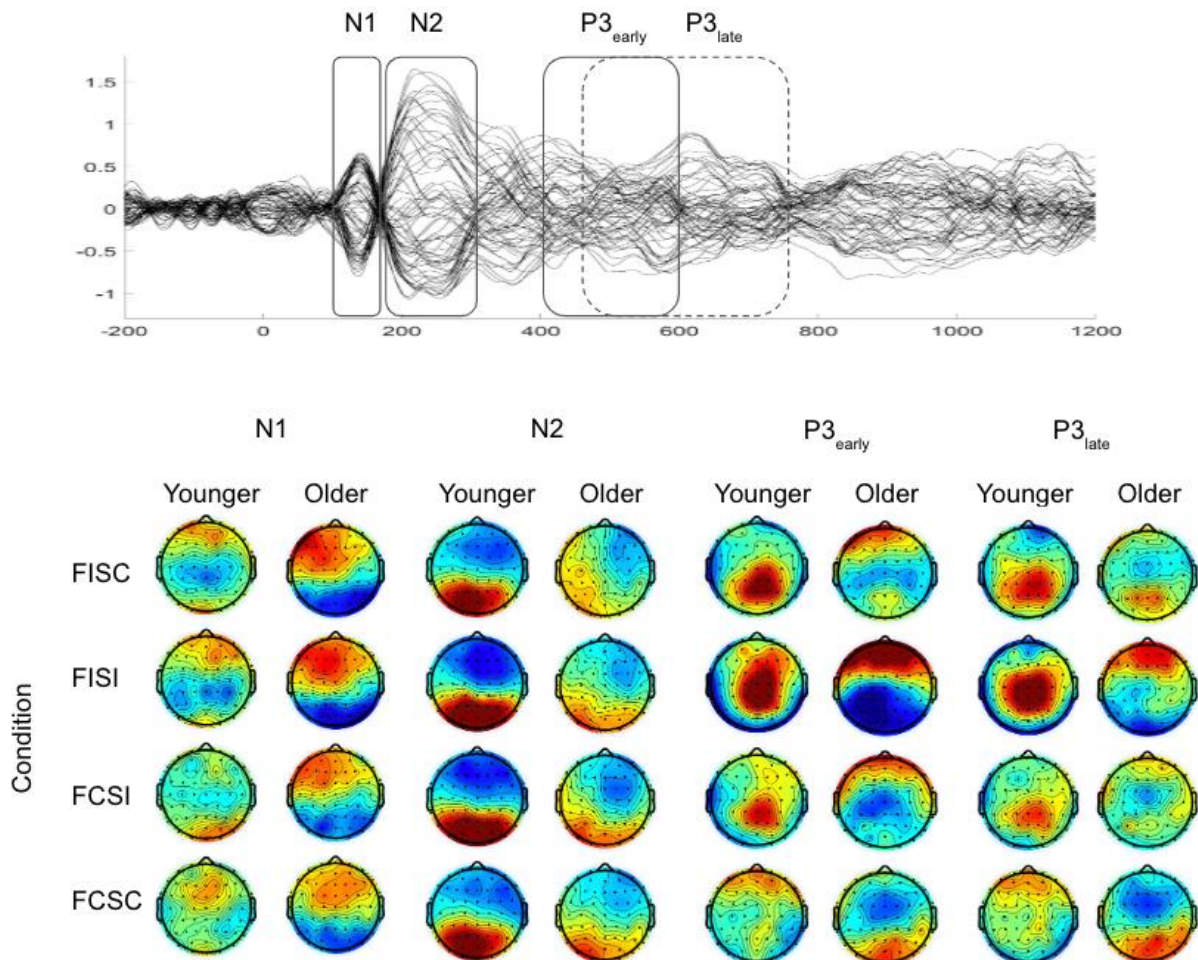 N1 N2 P3early P3late
1.5
1
0.5
0
-0.5
-1
-200 0 200 400 600 800 1000 1200
N1 N2 P3early P3late
Younger Older Younger Older Younger Older Younger Older
FISC
FISI
Condition
FCSI
FCSC